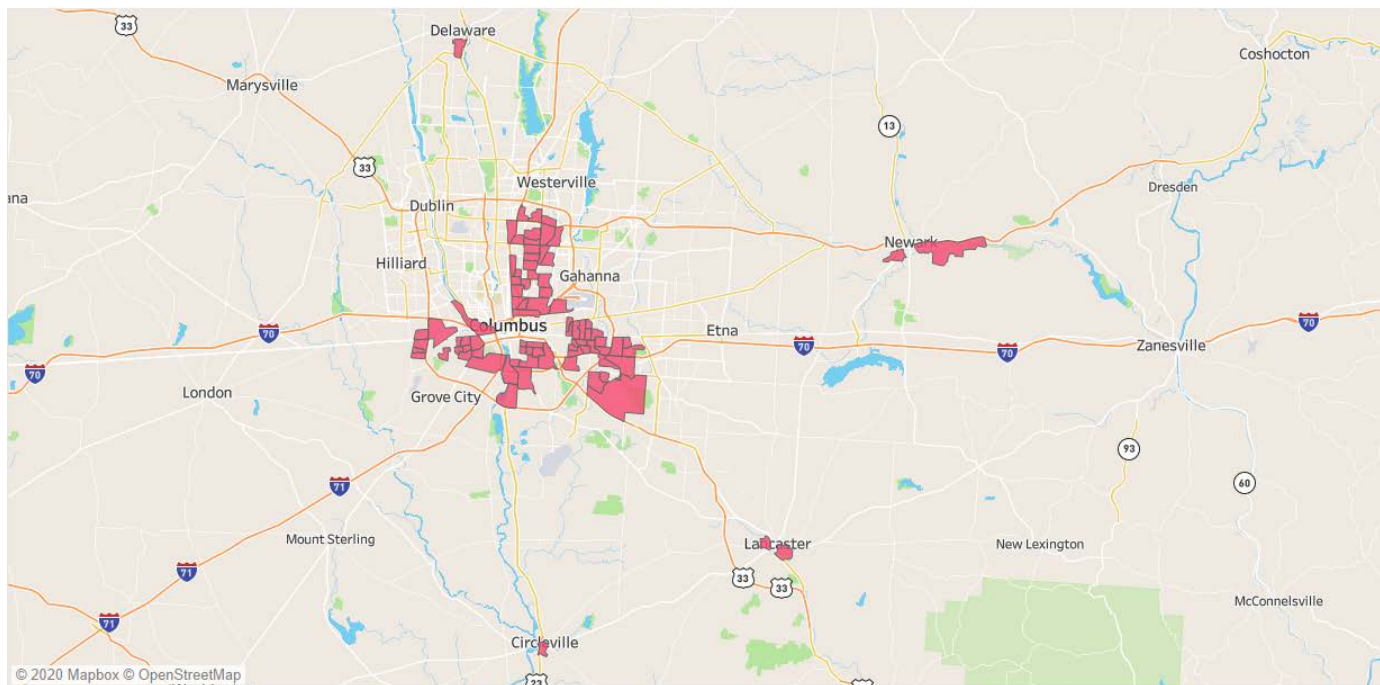 33
Delaware
Coshocton
Marysville
13
33
Westerville
Dresden
ana
Dublin
Newark
Hilliard
Gahanna
Columbus
Etna
70
70
70
70
70
Zanesville
London
Grove City
93
71
60
Mount Sterling
Lancaster
New Lexington
71
33
33
McConnelsville
71
Circleville
© 2020 Mapbox © OpenStreetMap
23